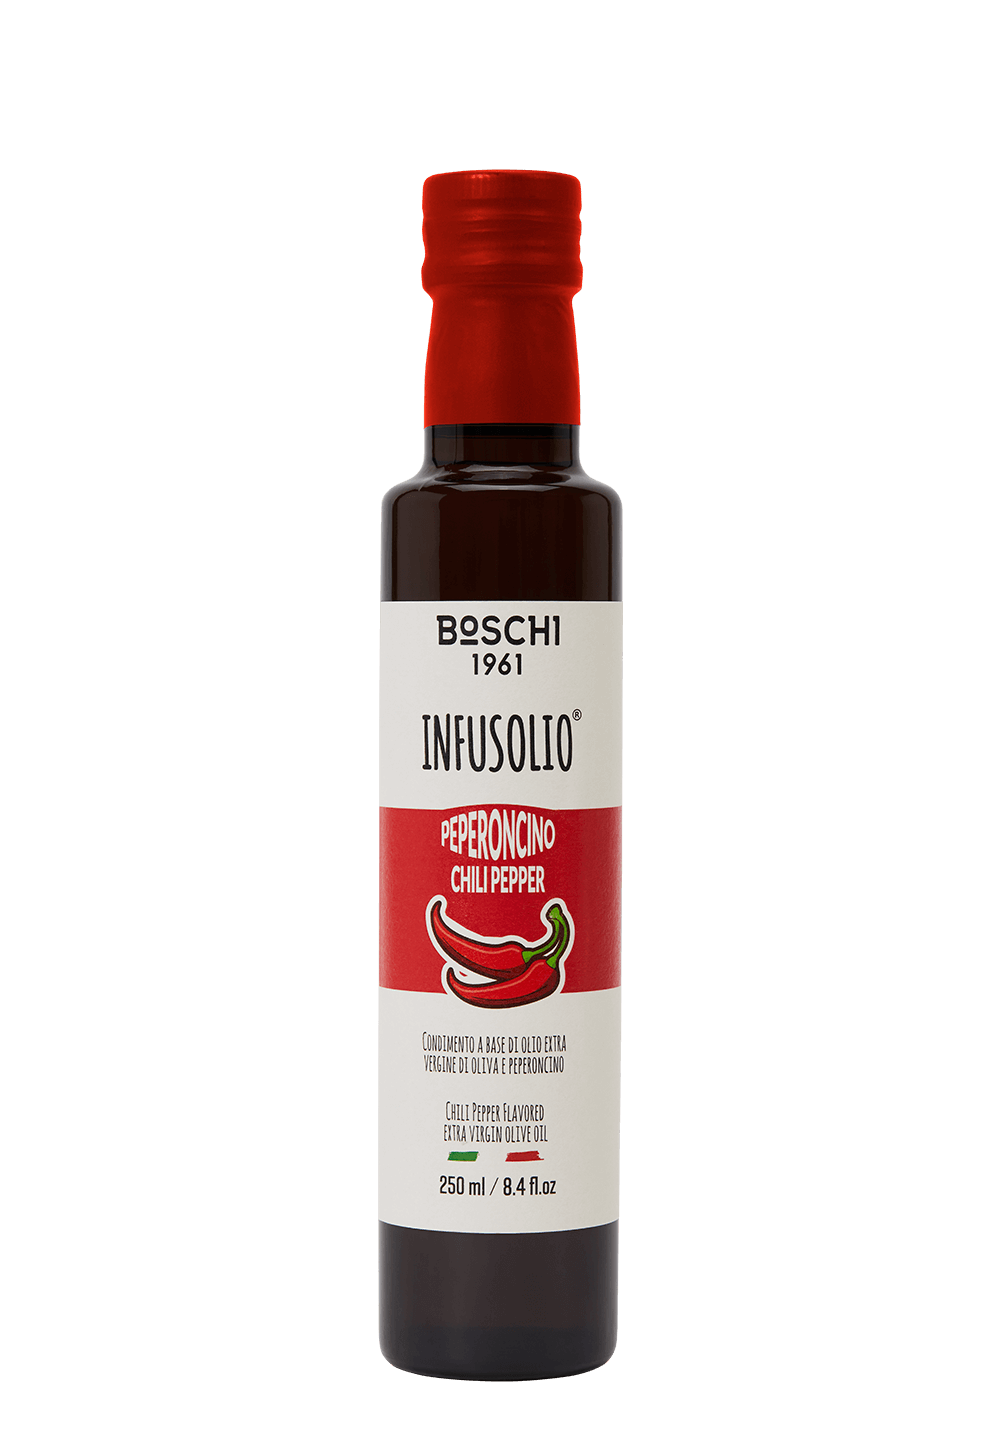 BoSCHI
1961
INFUSOLIO®
PEPERONCINO
CHILI PEPPER
CONDIMENTO A BASE DI OLIO EXTRA
VERGINE DI OLIVA E PEPERONCINO
CHILI PEPPER FLAVORED
EXTRA VIRGIN OLIVE OIL
250 ml / 8.4 fl.oz